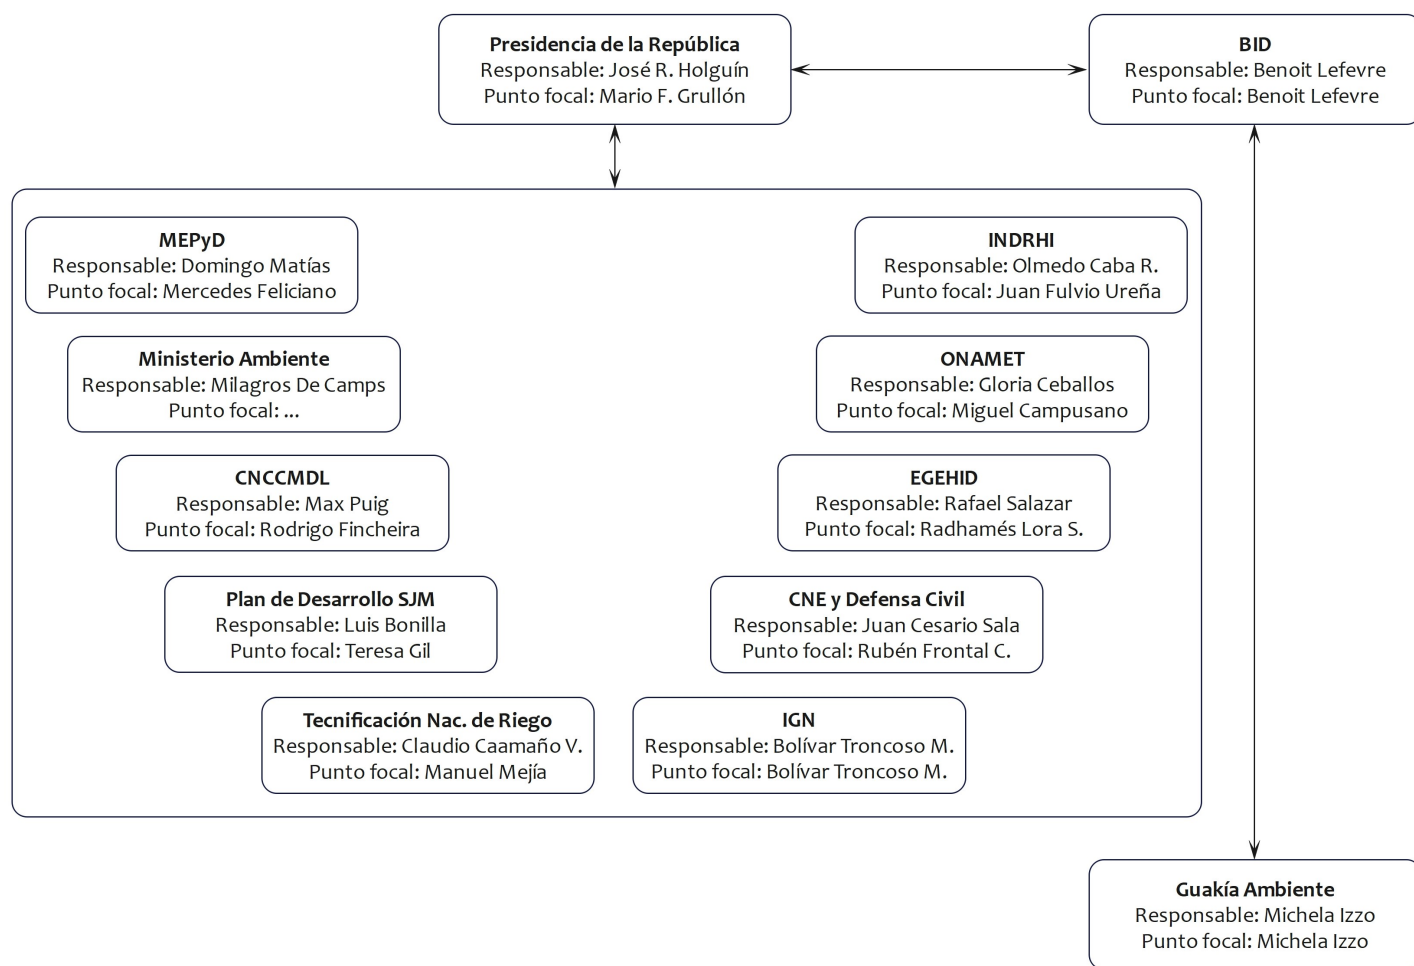 Presidencia de la República
Responsable: José R. Holguín
Punto focal: Mario F. Grullón
BID
Responsable: Benoit Lefevre
Punto focal: Benoit Lefevre
MEPyD
Responsable: Domingo Matías
Punto focal: Mercedes Feliciano
INDRHI
Responsable: Olmedo Caba R.
Punto focal: Juan Fulvio Ureña
Ministerio Ambiente
Responsable: Milagros De Camps
Punto focal: ...
ONAMET
Responsable: Gloria Ceballos
Punto focal: Miguel Campusano
CNCCMDL
Responsable: Max Puig
Punto focal: Rodrigo Fincheira
EGEHID
Responsable: Rafael Salazar
Punto focal: Radhamés Lora S.
Plan de Desarrollo SJM
Responsable: Luis Bonilla
Punto focal: Teresa Gil
CNE y Defensa Civil
Responsable: Juan Cesario Sala
Punto focal: Rubén Frontal C.
Tecnificación Nac. de Riego
Responsable: Claudio Caamaño V.
Punto focal: Manuel Mejía
IGN
Responsable: Bolívar Troncoso M.
Punto focal: Bolívar Troncoso M.
Guakía Ambiente
Responsable: Michela Izzo
Punto focal: Michela Izzo